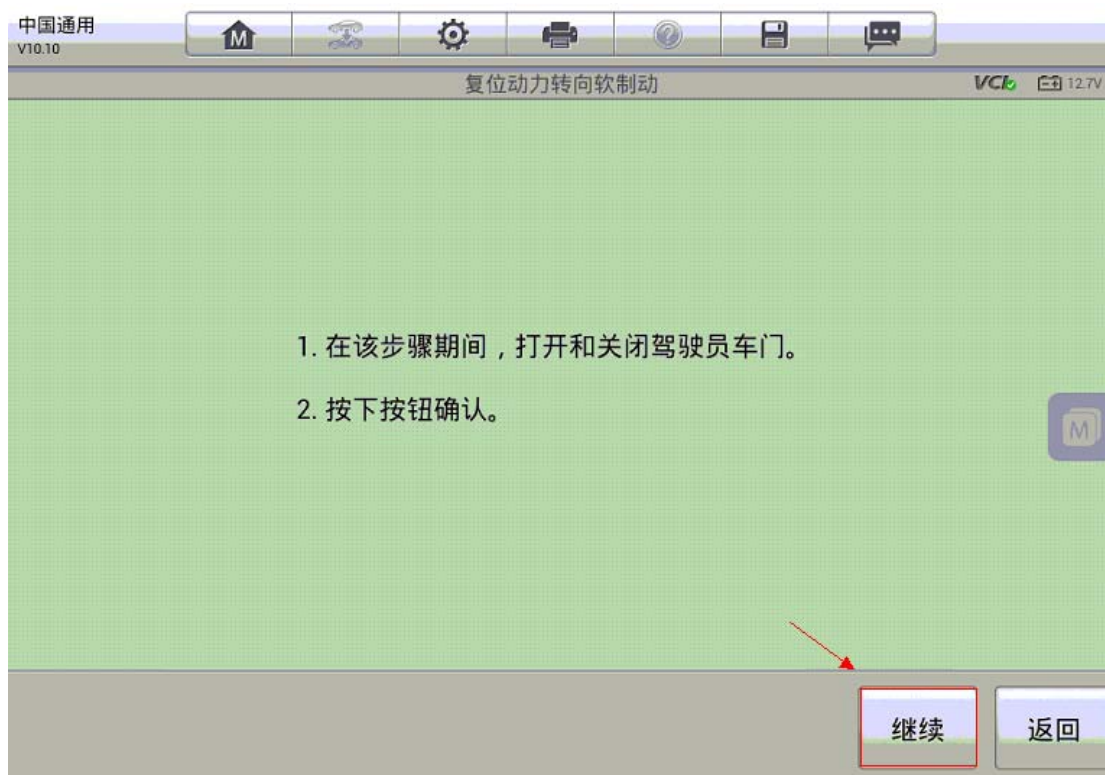 中国通用
V10.10
M
复位动力转向软制动
VCI
12.7V
1. 在该步骤期间，打开和关闭驾驶员车门。
2. 按下按钮确认。
M
继续
返回